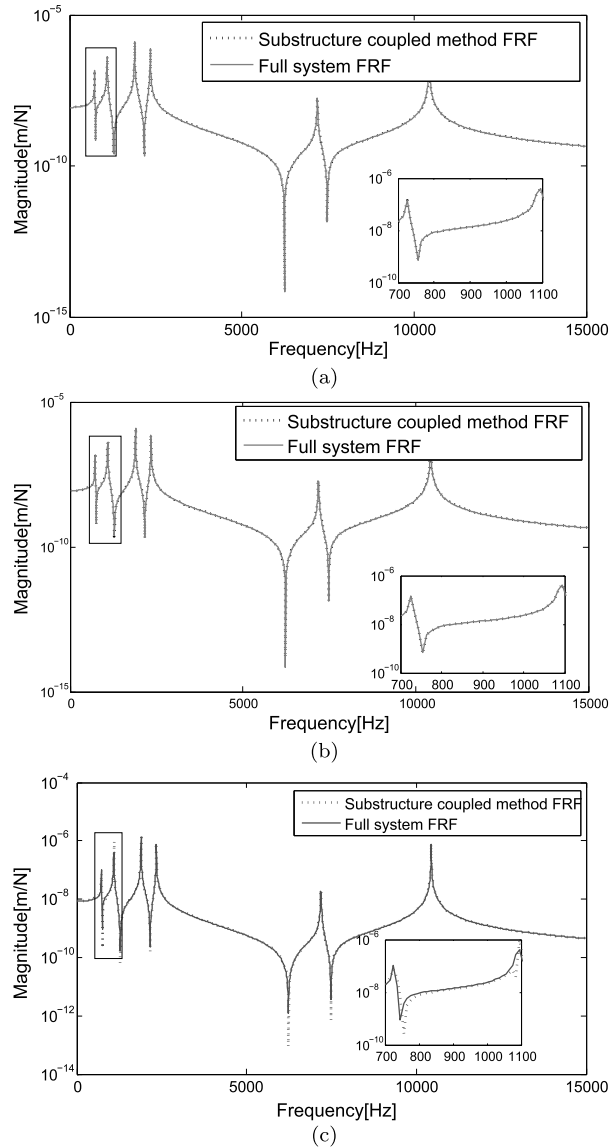 10⁻⁵
Substructure coupled method FRF
Full system FRF
Magnitude[m/N]
10⁻¹⁰
10⁻⁶
10⁻⁸
10⁻¹⁰
700 800 900 1000 1100
10⁻¹⁵
0 5000 10000 15000
Frequency[Hz]
(a)
10⁻⁵
Substructure coupled method FRF
Full system FRF
Magnitude[m/N]
10⁻¹⁰
10⁻⁶
10⁻⁸
10⁻¹⁰
700 800 900 1000 1100
10⁻¹⁵
0 5000 10000 15000
Frequency[Hz]
(b)
10⁻⁴
Substructure coupled method FRF
Full system FRF
10⁻⁶
10⁻⁸
Magnitude[m/N]
10⁻¹⁰
10⁻¹²
10⁻¹⁴
10⁻⁶
10⁻⁸
10⁻¹⁰
700 800 900 1000 1100
0 5000 10000 15000
Frequency[Hz]
(c)